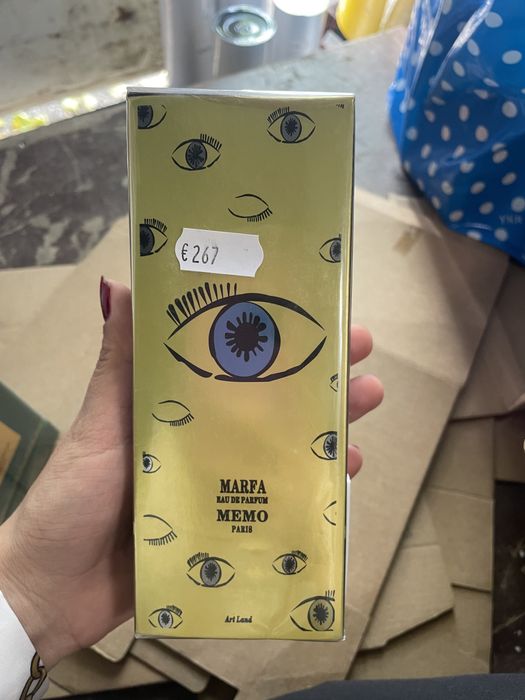 €267
MARFA
EAU DE PARFUM
MEMO
PARIS
Art Land